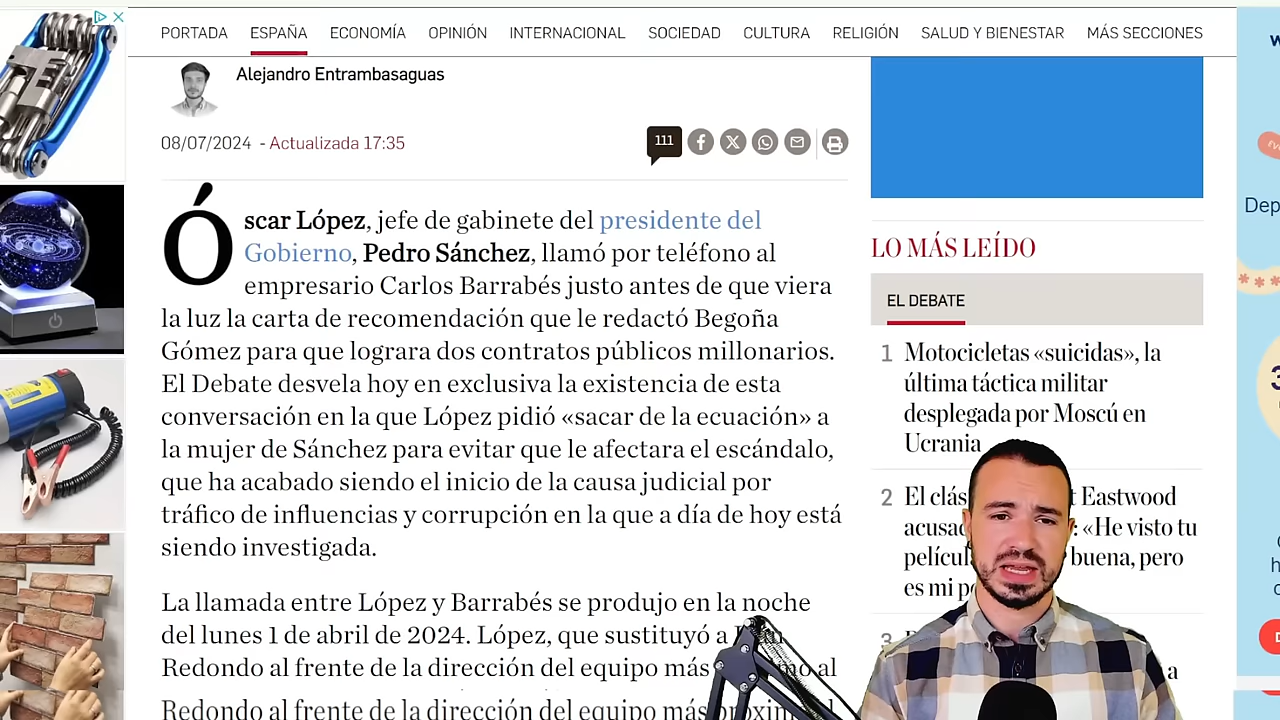 PORTADA ESPAÑA ECONOMÍA OPINIÓN INTERNACIONAL SOCIEDAD CULTURA RELIGIÓN SALUD Y BIENESTAR MÁS SECCIONES
Alejandro Entrambasaguas
08/07/2024 - Actualizada 17:35
111
Óscar López, jefe de gabinete del presidente del
Gobierno, Pedro Sánchez, llamó por teléfono al
empresario Carlos Barrabés justo antes de que viera
la luz la carta de recomendación que le redactó Begoña
Gómez para que lograra dos contratos públicos millonarios.
El Debate desvela hoy en exclusiva la existencia de esta
conversación en la que López pidió «sacar de la ecuación» a
la mujer de Sánchez para evitar que le afectara el escándalo,
que ha acabado siendo el inicio de la causa judicial por
tráfico de influencias y corrupción en la que a día de hoy está
siendo investigada.
La llamada entre López y Barrabés se produjo en la noche
del lunes 1 de abril de 2024. López, que sustituyó a
Redondo al frente de la dirección del equipo más al
Redondo al frente de la dirección del equipo más
LO MÁS LEÍDO
EL DEBATE
1 Motocicletas «suicidas», la
última táctica militar
desplegada por Moscú en
Ucrania
2 El Eastwood
«He visto tu
buena, pero
es mi
3
a
Dep